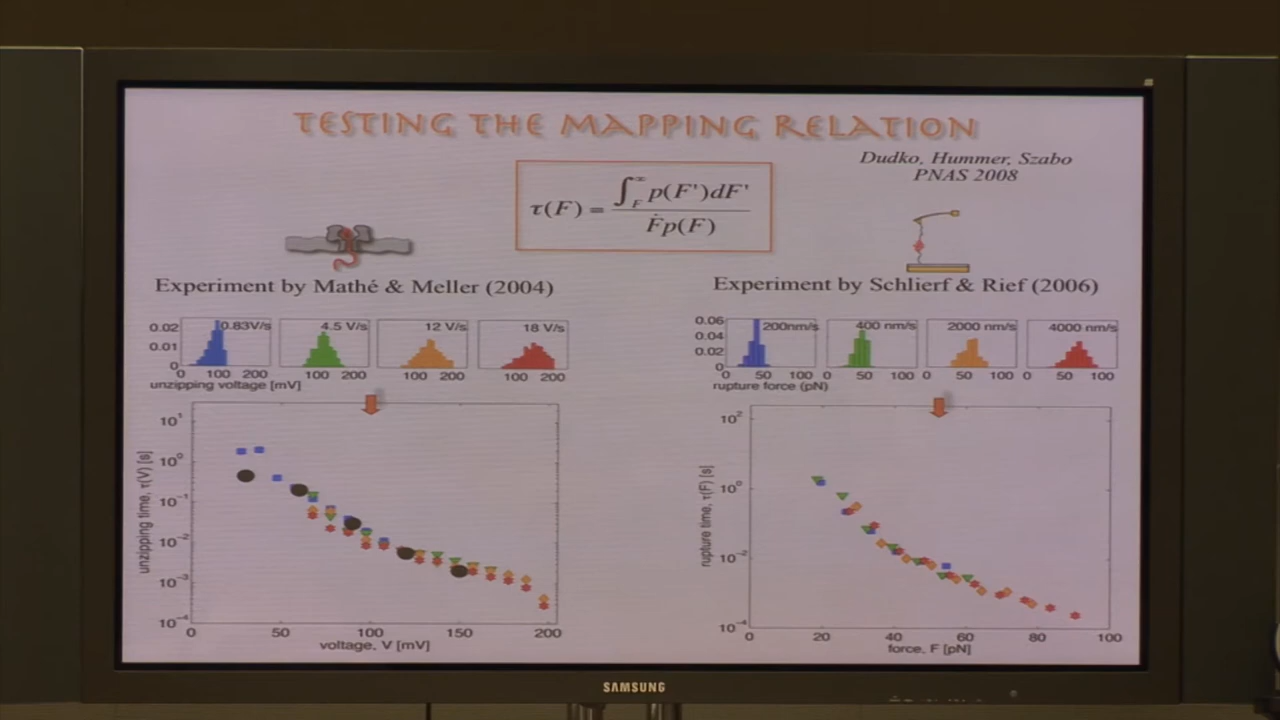 TESTING THE MAPPING RELATION
Dudko, Hummer, Szabo
PNAS 2008
τ(F) = ∫_F^∞ p(F')dF' / Ḟp(F)
Experiment by Mathé & Meller (2004)
0.02
0.01
0
0.83V/s
4.5 V/s
12 V/s
18 V/s
0 100 200
100 200
100 200
100 200
unzipping voltage [mV]
10¹
10⁰
10⁻¹
10⁻²
10⁻³
10⁻⁴
unzipping time, τ(V) [s]
0 50 100 150 200
voltage, V [mV]
Experiment by Schlierf & Rief (2006)
0.06
0.04
0.02
0
200nm/s
400 nm/s
2000 nm/s
4000 nm/s
0 50 100
0 50 100
0 50 100
0 50 100
rupture force (pN)
10²
10⁰
10⁻²
10⁻⁴
rupture time, τ(F) [s]
0 20 40 60 80 100
force, F [pN]
SAMSUNG